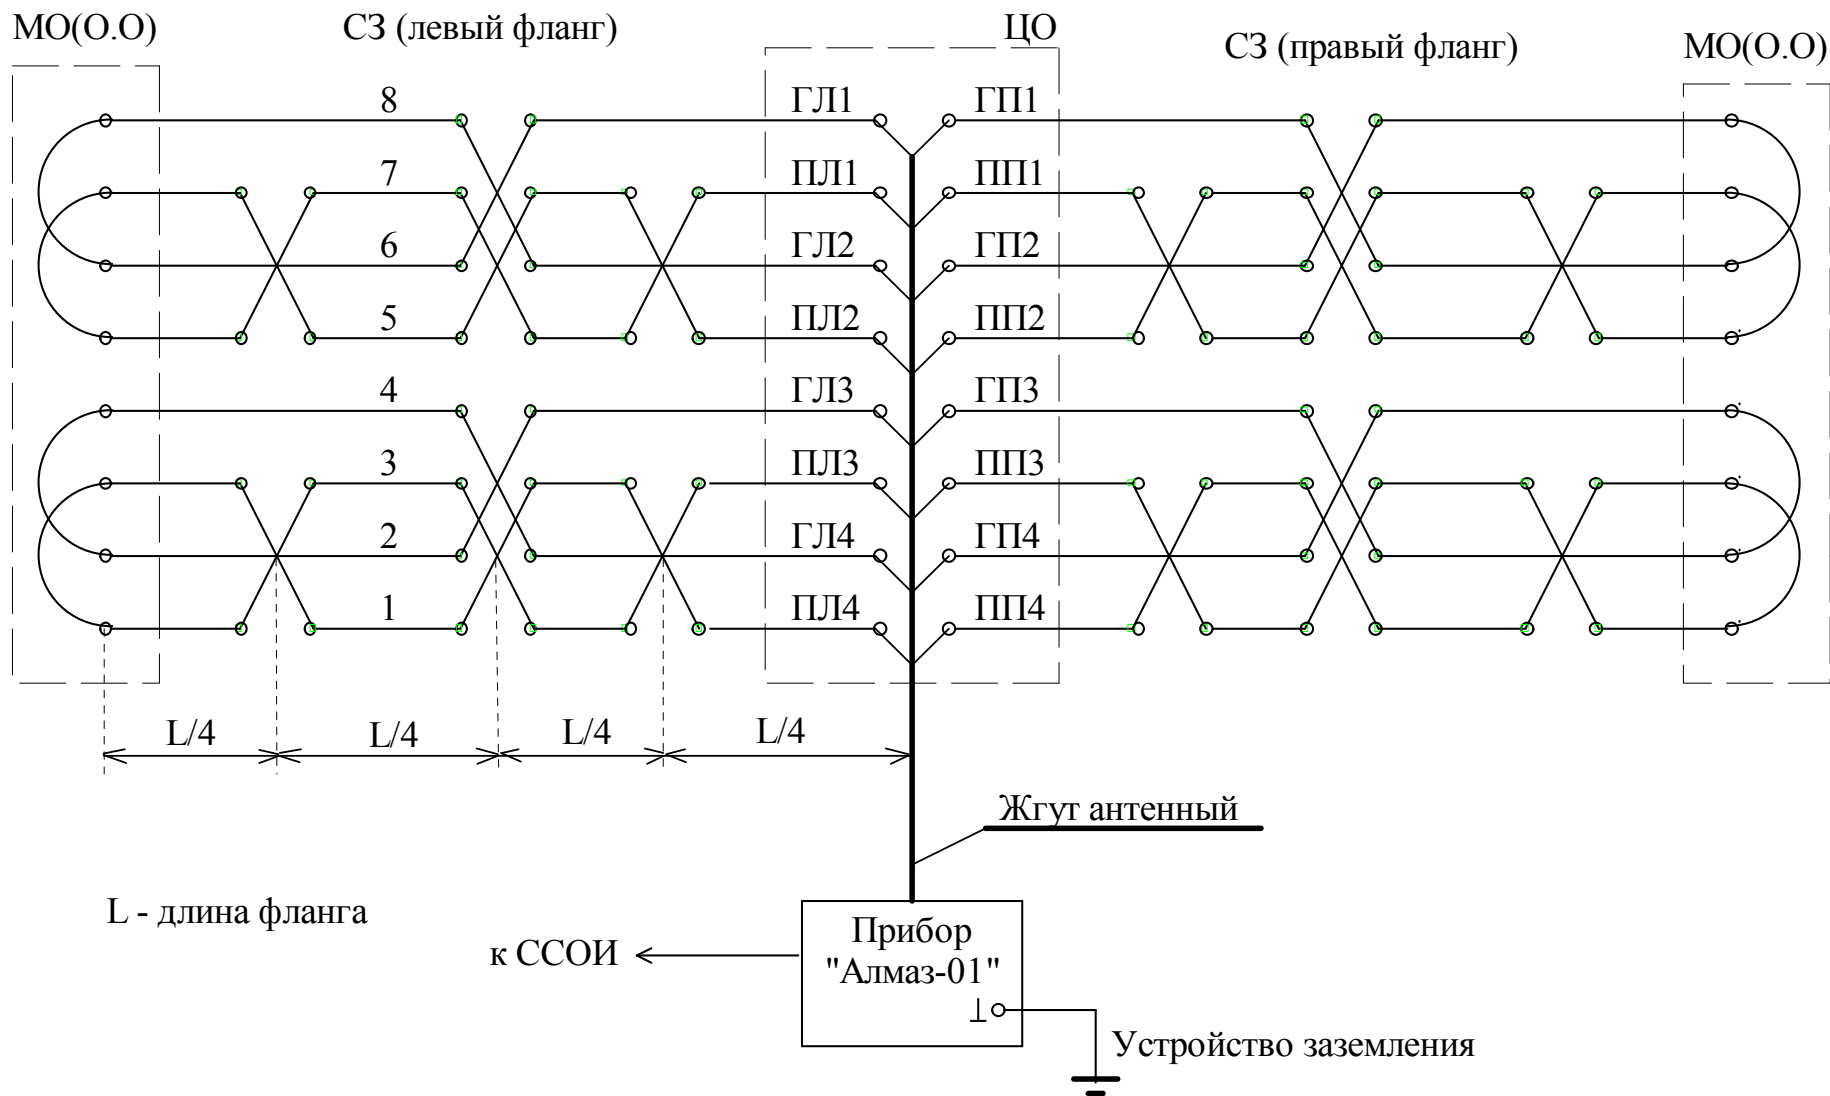 МО(О.О)
СЗ (левый фланг)
ЦО
СЗ (правый фланг)
МО(О.О)
8
ГЛ1
ГП1
7
ПЛ1
ПП1
6
ГЛ2
ГП2
5
ПЛ2
ПП2
4
ГЛ3
ГП3
3
ПЛ3
ПП3
2
ГЛ4
ГП4
1
ПЛ4
ПП4
L/4
L/4
L/4
L/4
Жгут антенный
L - длина фланга
к ССОИ
Прибор
"Алмаз-01"
Устройство заземления